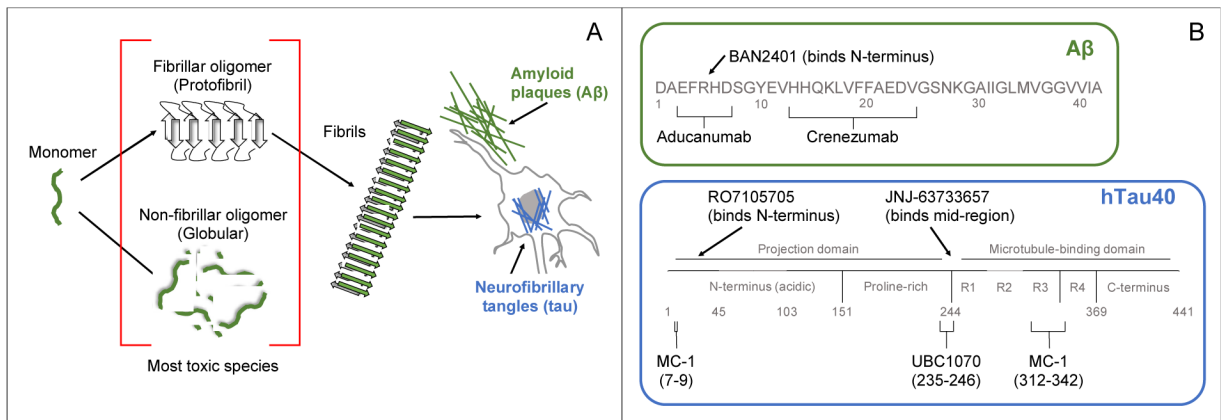 A
Fibrillar oligomer
(Protofibril)
Monomer
Non-fibrillar oligomer
(Globular)
Most toxic species
Fibrils
Amyloid
plaques (Aβ)
Neurofibrillary
tangles (tau)
B
Aβ
BAN2401 (binds N-terminus)
DAEFRHDSGYEVHHQKLVFFAEDVGSNKGAIIGLMVGGVVIA
1 10 20 30 40
Aducanumab Crenezumab
hTau40
RO7105705
(binds N-terminus)
JNJ-63733657
(binds mid-region)
Projection domain Microtubule-binding domain
N-terminus (acidic) Proline-rich R1 R2 R3 R4 C-terminus
1 45 103 151 244 369 441
MC-1
(7-9)
UBC1070
(235-246)
MC-1
(312-342)